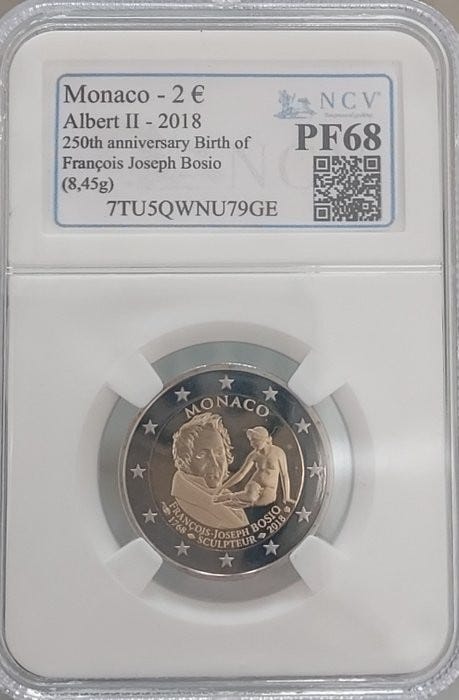 Monaco - 2 €
Albert II - 2018
250th anniversary Birth of
François Joseph Bosio
(8,45g)
7TU5QWNU79GE
NCV
PF68
MONACO
FRANÇOIS-JOSEPH BOSIO
1768 SCULPTEUR 2018